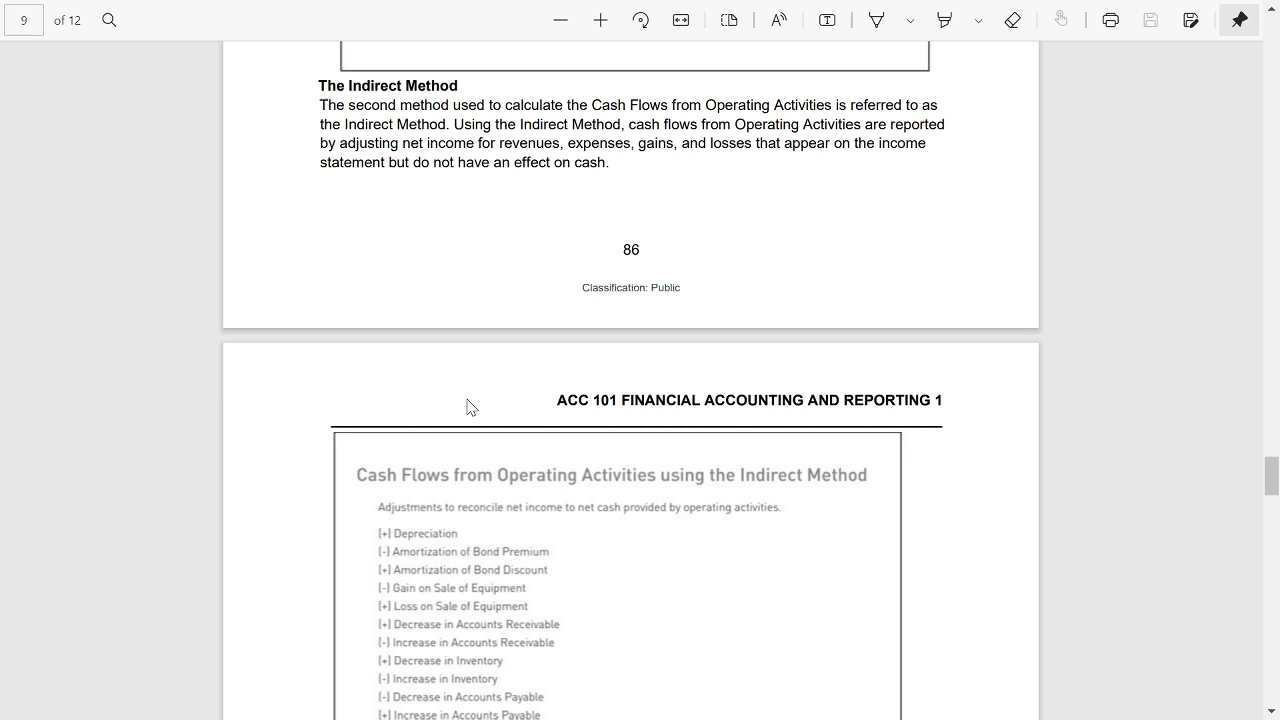 9 of 12
The Indirect Method
The second method used to calculate the Cash Flows from Operating Activities is referred to as
the Indirect Method. Using the Indirect Method, cash flows from Operating Activities are reported
by adjusting net income for revenues, expenses, gains, and losses that appear on the income
statement but do not have an effect on cash.
86
Classification: Public
ACC 101 FINANCIAL ACCOUNTING AND REPORTING 1
Cash Flows from Operating Activities using the Indirect Method
Adjustments to reconcile net income to net cash provided by operating activities.
(+) Depreciation
(-) Amortization of Bond Premium
(+) Amortization of Bond Discount
(-) Gain on Sale of Equipment
(+) Loss on Sale of Equipment
(+) Decrease in Accounts Receivable
(-) Increase in Accounts Receivable
(+) Decrease in Inventory
(-) Increase in Inventory
(-) Decrease in Accounts Payable
(+) Increase in Accounts Payable